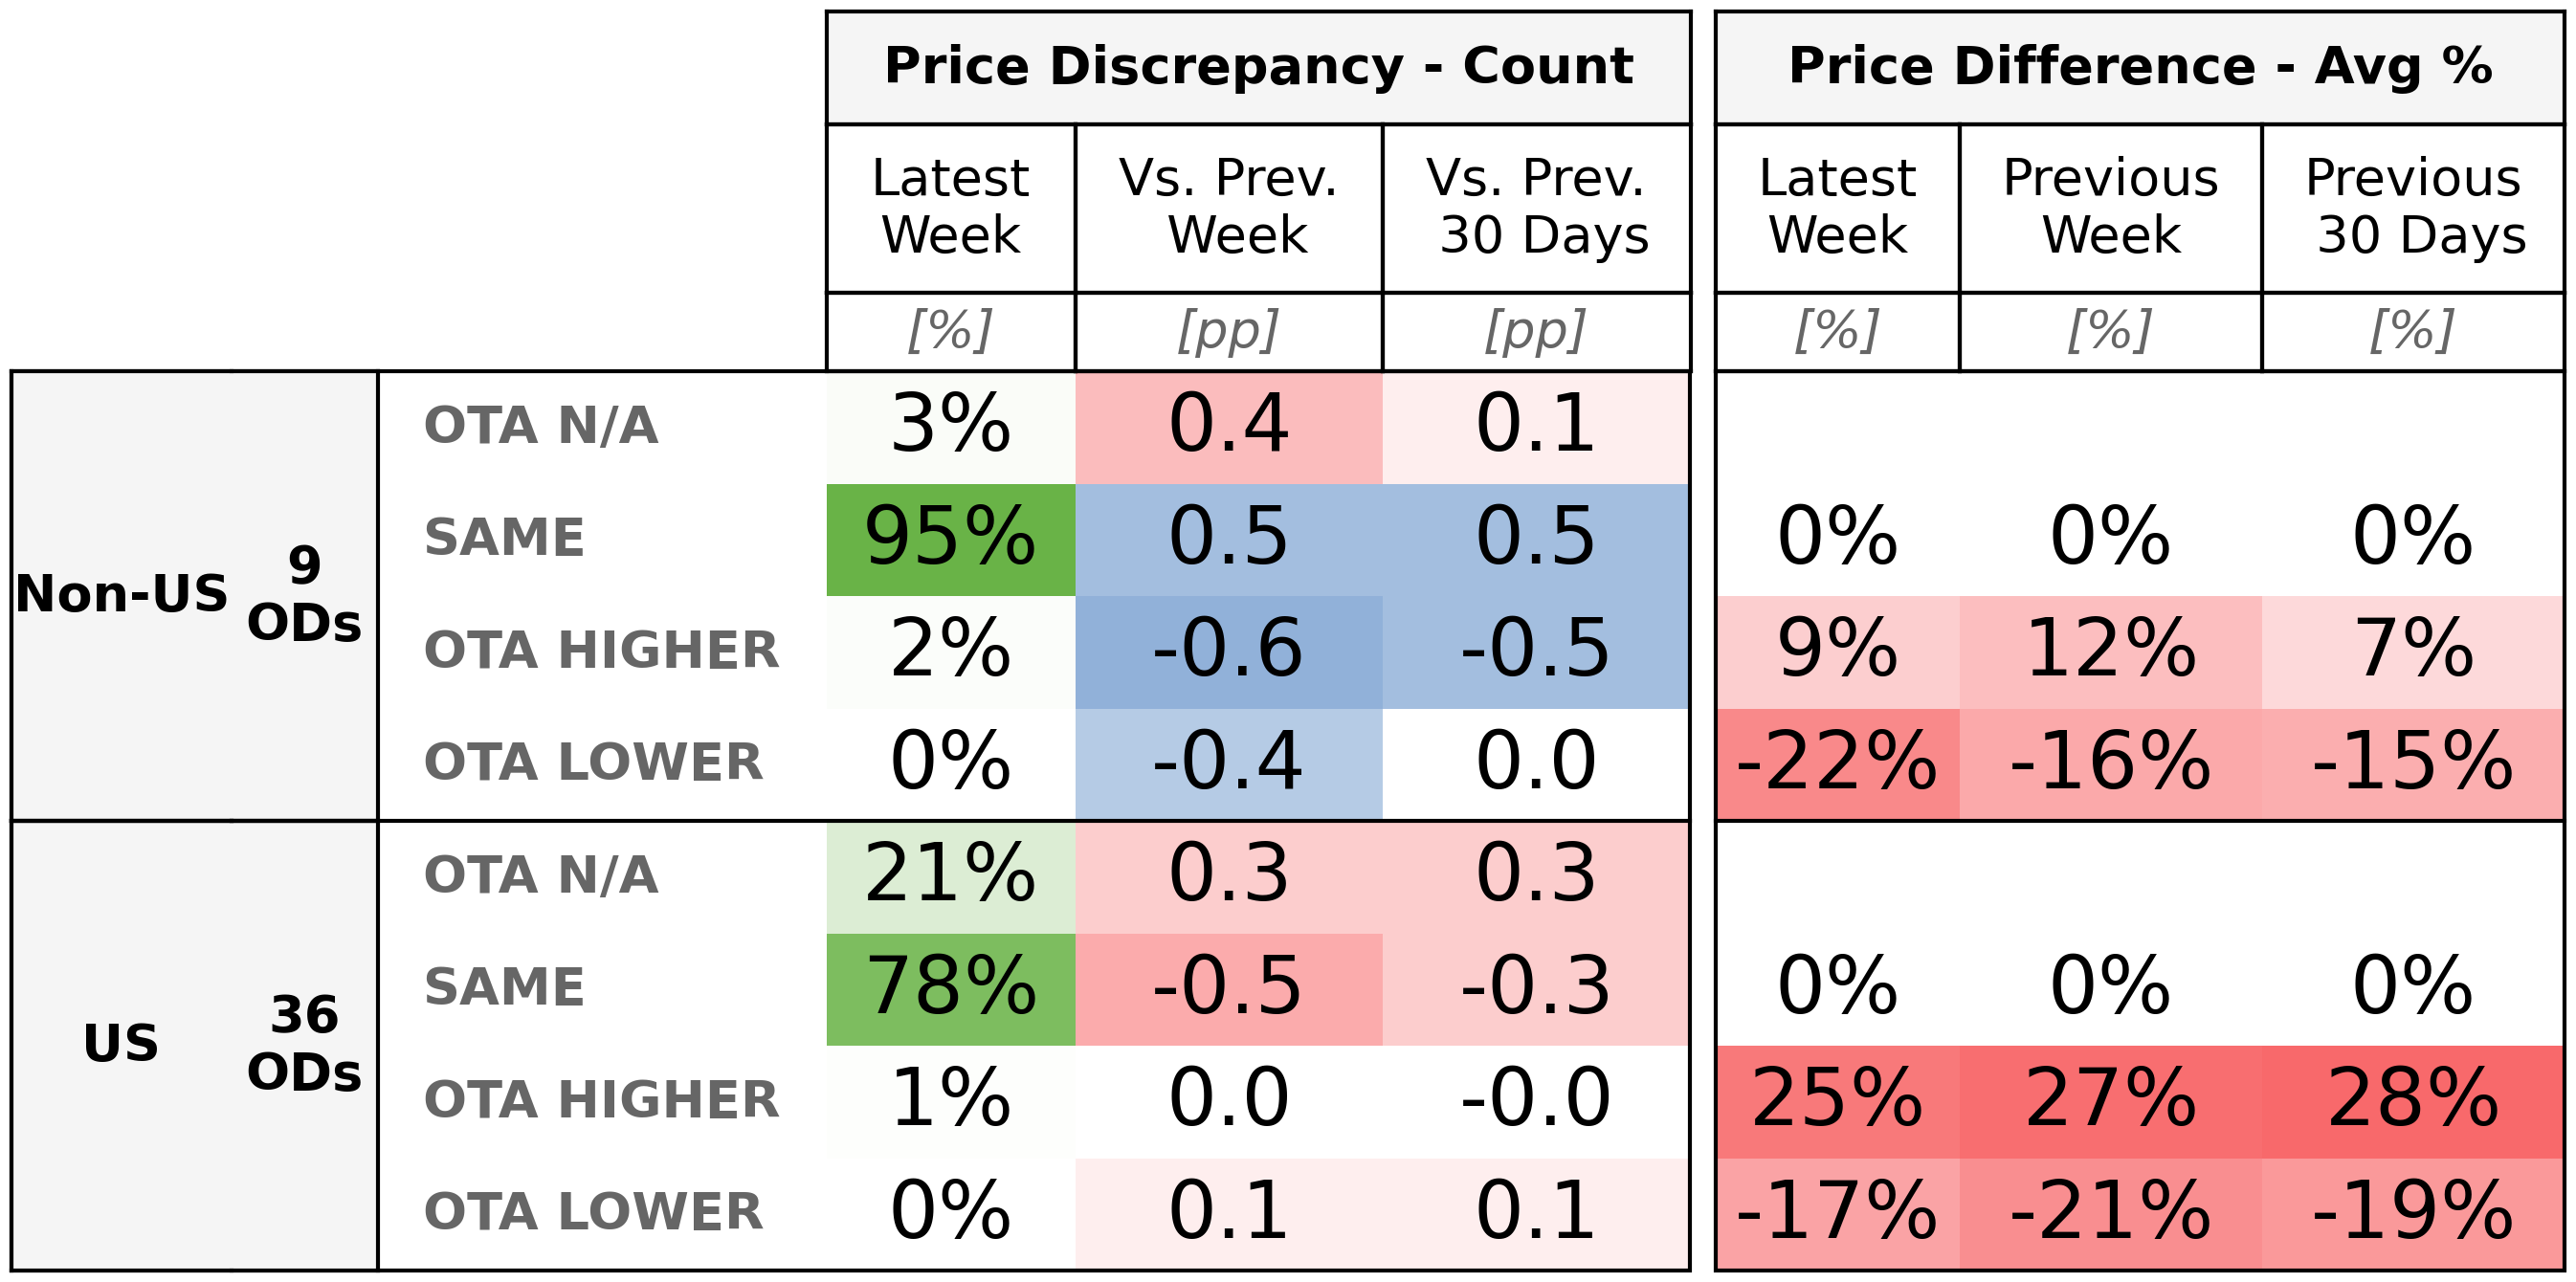 Price Discrepancy - Count Price Difference - Avg %
Latest Week Vs. Prev. Week Vs. Prev. 30 Days Latest Week Previous Week Previous 30 Days
[%] [pp] [pp] [%] [%] [%]
Non-US 9 ODs
OTA N/A 3% 0.4 0.1
SAME 95% 0.5 0.5 0% 0% 0%
OTA HIGHER 2% -0.6 -0.5 9% 12% 7%
OTA LOWER 0% -0.4 0.0 -22% -16% -15%
US 36 ODs
OTA N/A 21% 0.3 0.3
SAME 78% -0.5 -0.3 0% 0% 0%
OTA HIGHER 1% 0.0 -0.0 25% 27% 28%
OTA LOWER 0% 0.1 0.1 -17% -21% -19%